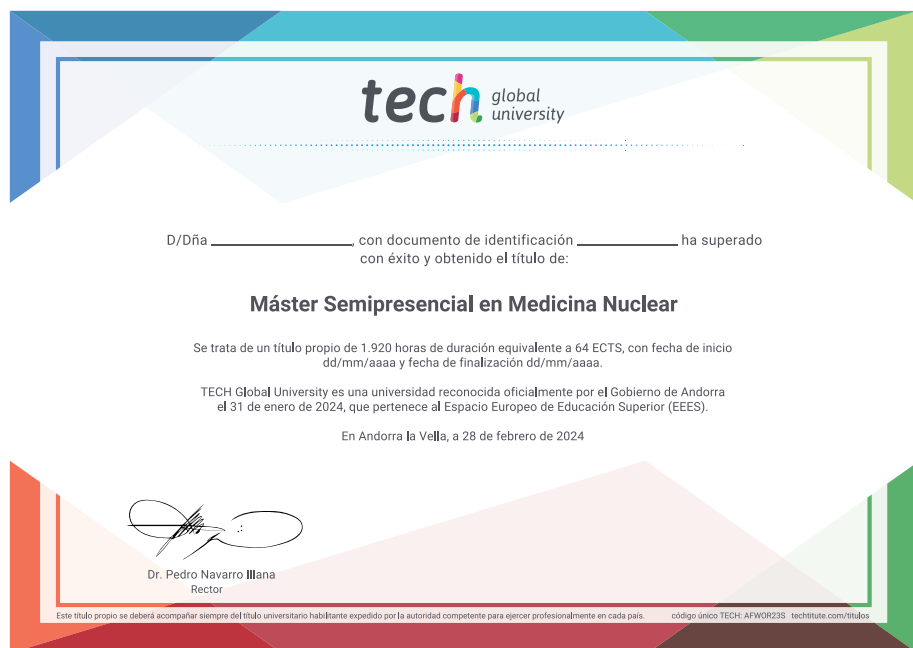 tech global university
D/Dña ____________________, con documento de identificación ______________ ha superado
con éxito y obtenido el título de:
Máster Semipresencial en Medicina Nuclear
Se trata de un título propio de 1.920 horas de duración equivalente a 64 ECTS, con fecha de inicio
dd/mm/aaaa y fecha de finalización dd/mm/aaaa.
TECH Global University es una universidad reconocida oficialmente por el Gobierno de Andorra
el 31 de enero de 2024, que pertenece al Espacio Europeo de Educación Superior (EEES).
En Andorra la Vella, a 28 de febrero de 2024
Dr. Pedro Navarro Illana
Rector
Este título propio se deberá acompañar siempre del título universitario habilitante expedido por la autoridad competente para ejercer profesionalmente en cada país. código único TECH: AFWOR23S techtitute.com/titulos